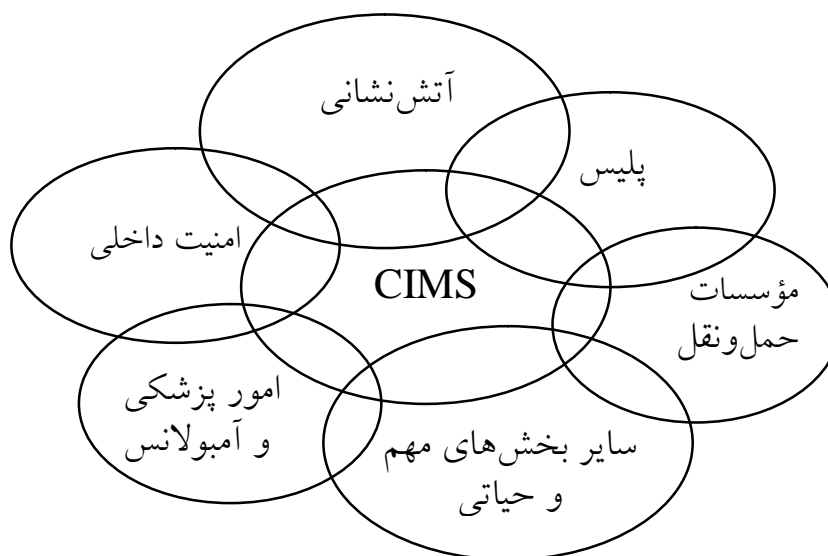 آتش‌نشانی
پلیس
امنیت داخلی
CIMS
مؤسسات
حمل‌ونقل
امور پزشکی
و آمبولانس
سایر بخش‌های مهم
و حیاتی